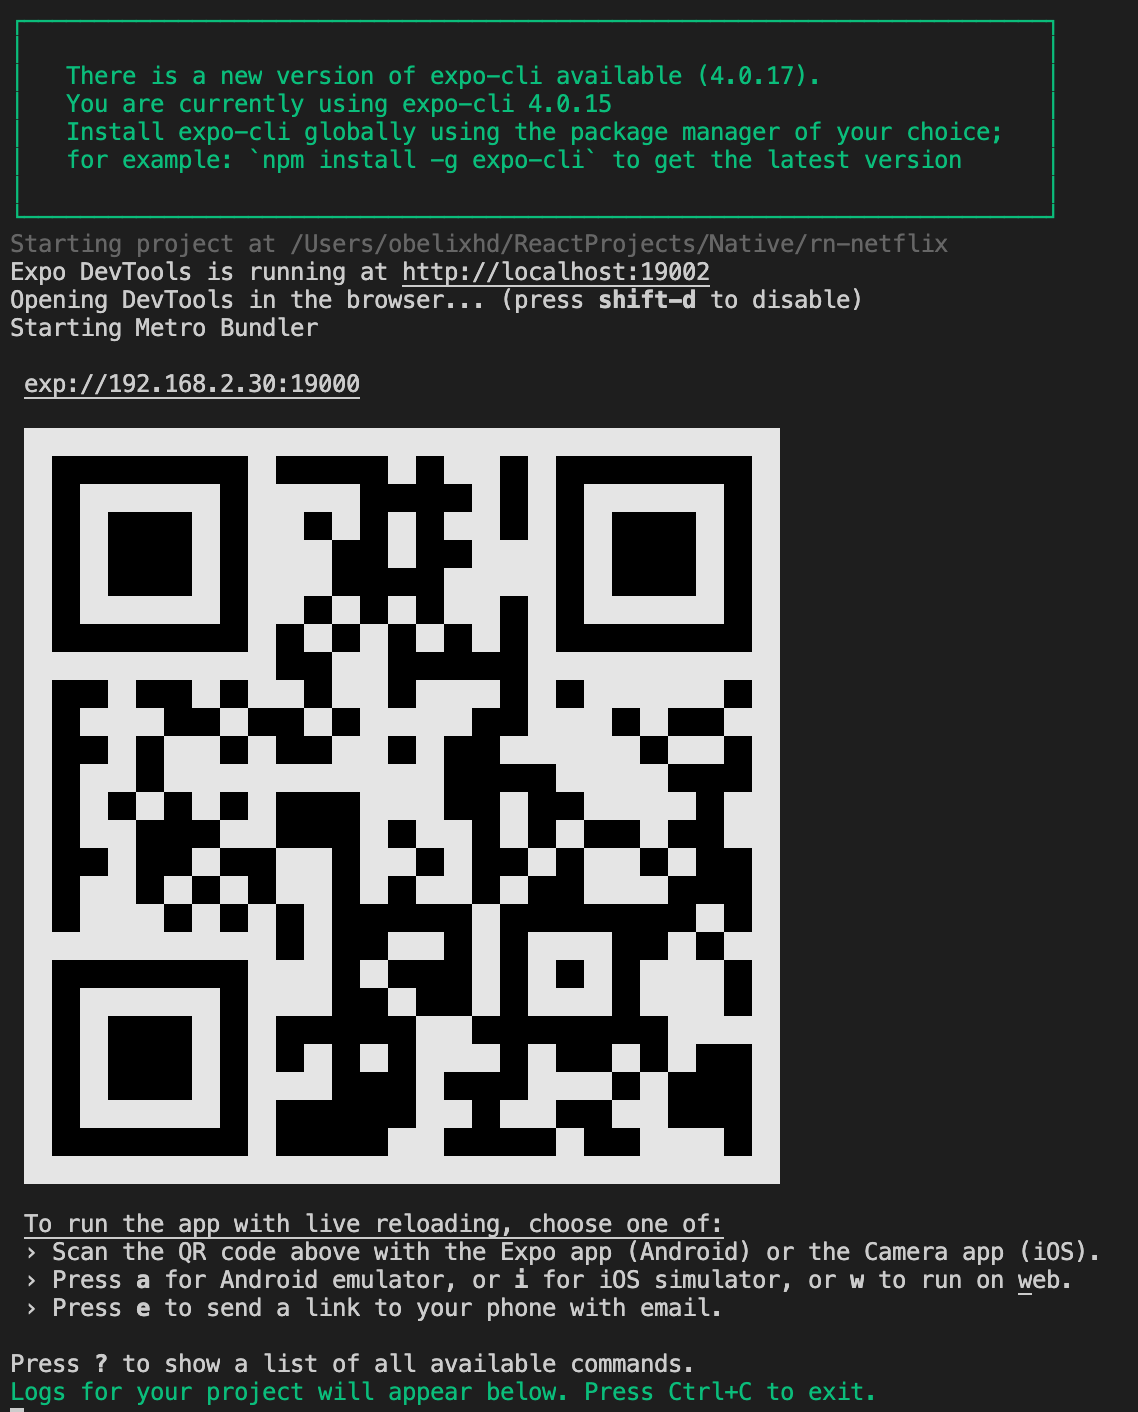 There is a new version of expo-cli available (4.0.17).
You are currently using expo-cli 4.0.15
Install expo-cli globally using the package manager of your choice;
for example: `npm install -g expo-cli` to get the latest version
Starting project at /Users/obelixhd/ReactProjects/Native/rn-netflix
Expo DevTools is running at http://localhost:19002
Opening DevTools in the browser... (press shift-d to disable)
Starting Metro Bundler
exp://192.168.2.30:19000
To run the app with live reloading, choose one of:
› Scan the QR code above with the Expo app (Android) or the Camera app (iOS).
› Press a for Android emulator, or i for iOS simulator, or w to run on web.
› Press e to send a link to your phone with email.
Press ? to show a list of all available commands.
Logs for your project will appear below. Press Ctrl+C to exit.